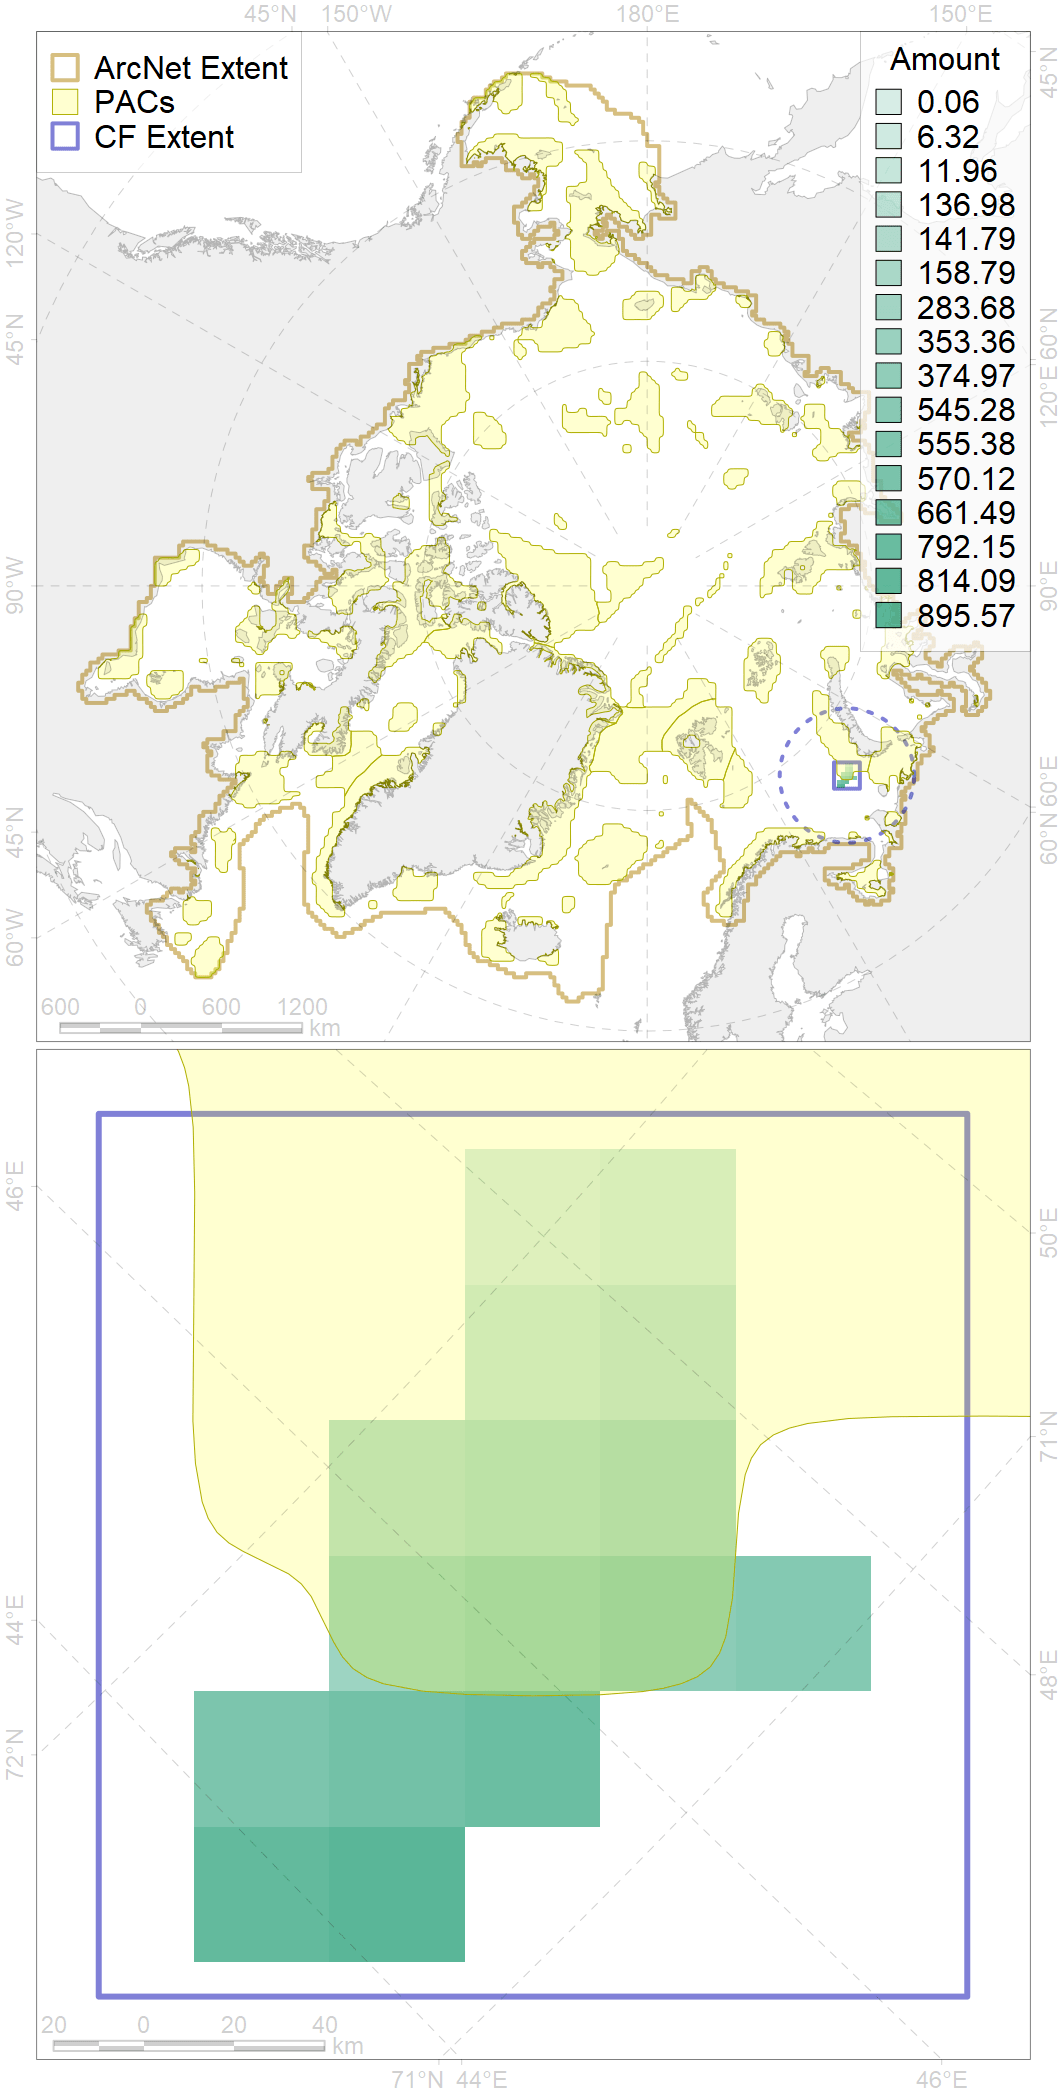 45°N 150°W 180°E 150°E
ArcNet Extent
PACs
CF Extent
Amount
0.06
6.32
11.96
136.98
141.79
158.79
283.68
353.36
374.97
545.28
555.38
570.12
661.49
792.15
814.09
895.57
45°N
120°W
45°N
90°W
45°N
60°W
60°N
120°E
90°E
60°E
60°N
600 0 600 1200
km
46°E
44°E
72°N
50°E
71°N
48°E
20 0 20 40
km
71°N 44°E 46°E